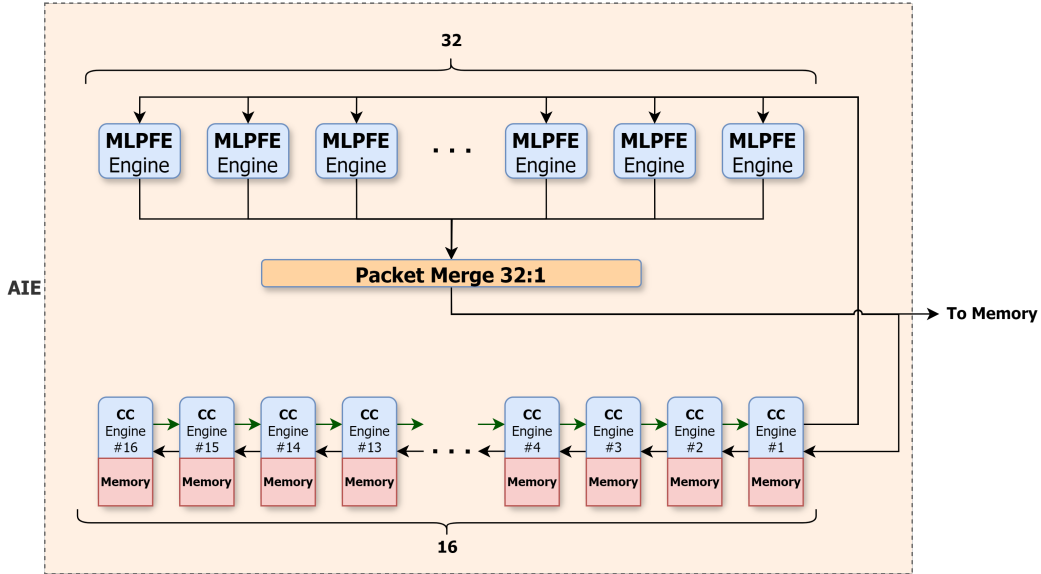 32
MLPFE
Engine
MLPFE
Engine
MLPFE
Engine
. . .
MLPFE
Engine
MLPFE
Engine
MLPFE
Engine
Packet Merge 32:1
AIE
To Memory
CC
Engine
#16
Memory
CC
Engine
#15
Memory
CC
Engine
#14
Memory
CC
Engine
#13
Memory
. . .
CC
Engine
#4
Memory
CC
Engine
#3
Memory
CC
Engine
#2
Memory
CC
Engine
#1
Memory
16